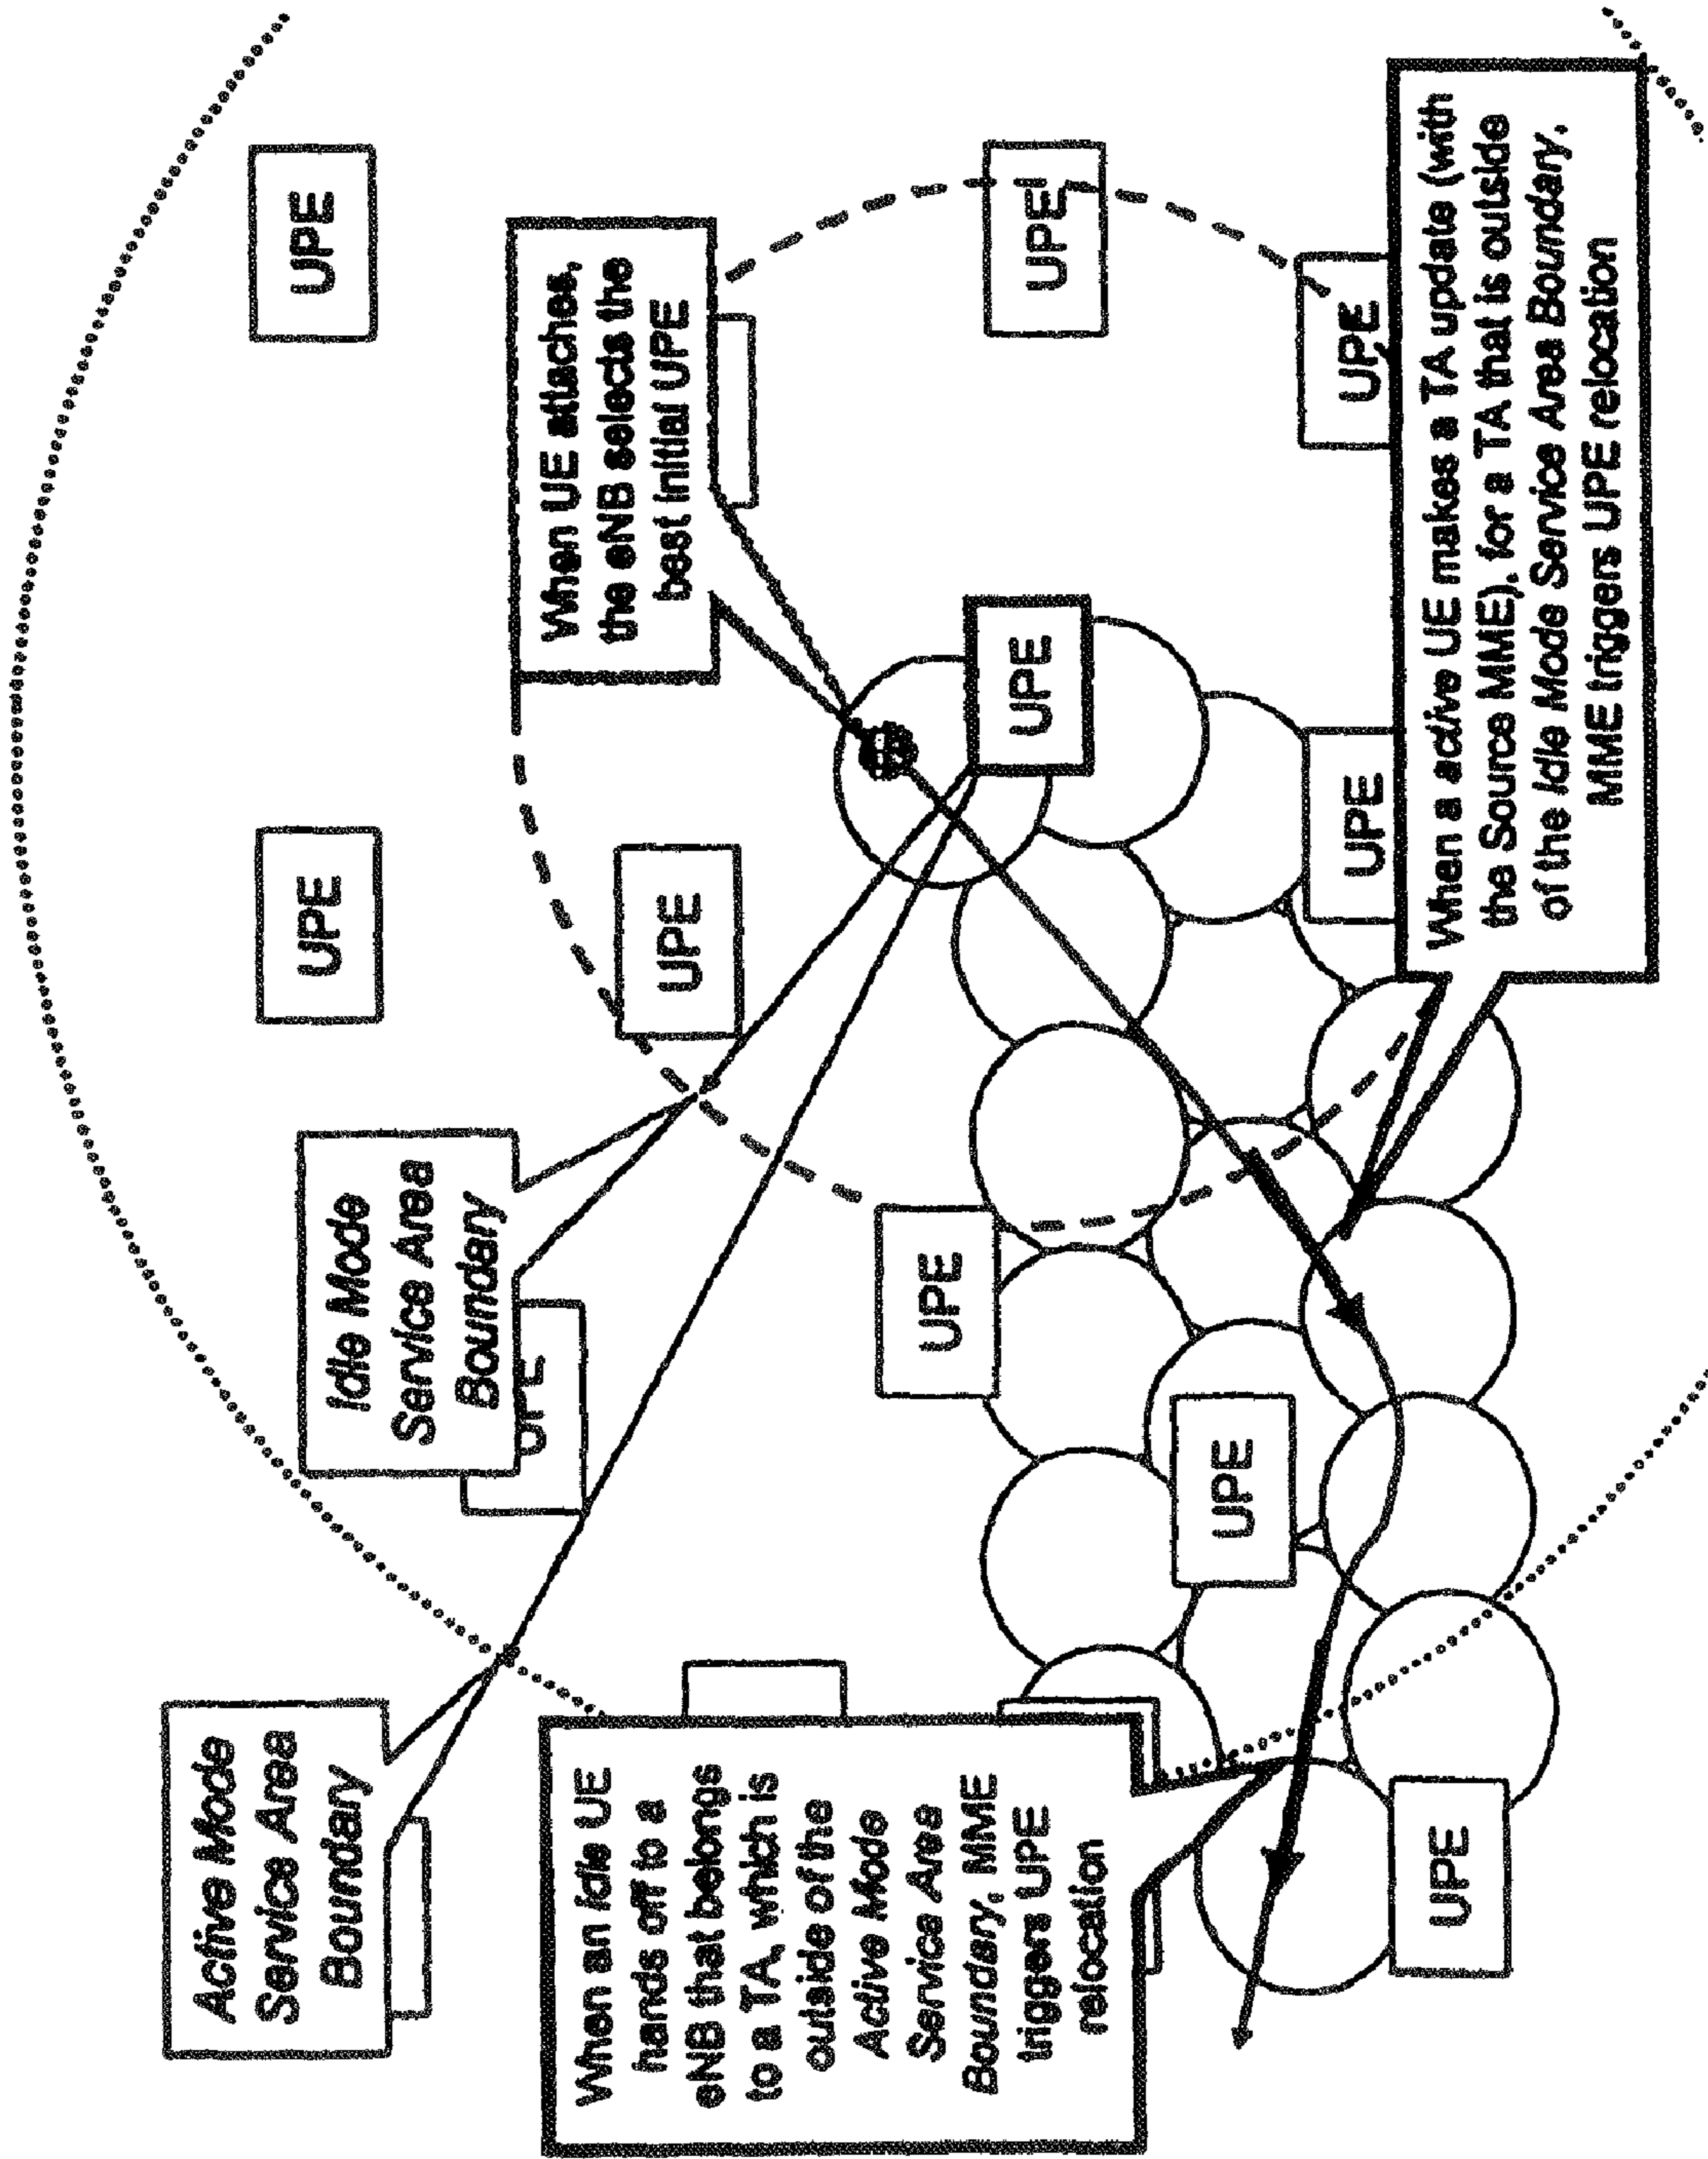 Active Mode
Service Area
Boundary
UPE
UPE
Idle Mode
Service Area
Boundary
When UE attaches,
the eNB selects the
best initial UPE
UPE
When an idle UE
hands off to a
eNB that belongs
to a TA, which is
outside of the
Active Mode
Service Area
Boundary, MME
triggers UPE
relocation
UPE
UPE
UPE
UPE
UPE
UPE
UPE
When a active UE makes a TA update (with
the Source MME), for a TA that is outside
of the Idle Mode Service Area Boundary,
MME triggers UPE relocation